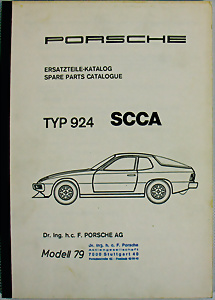 PORSCHE
ERSATZTEILE-KATALOG
SPARE PARTS CATALOGUE
TYP 924 SCCA
Dr. Ing. h.c. F. PORSCHE AG
Dr. Ing. h. c. F. Porsche
Aktiengesellschaft
7000 Stuttgart 40
Modell 79